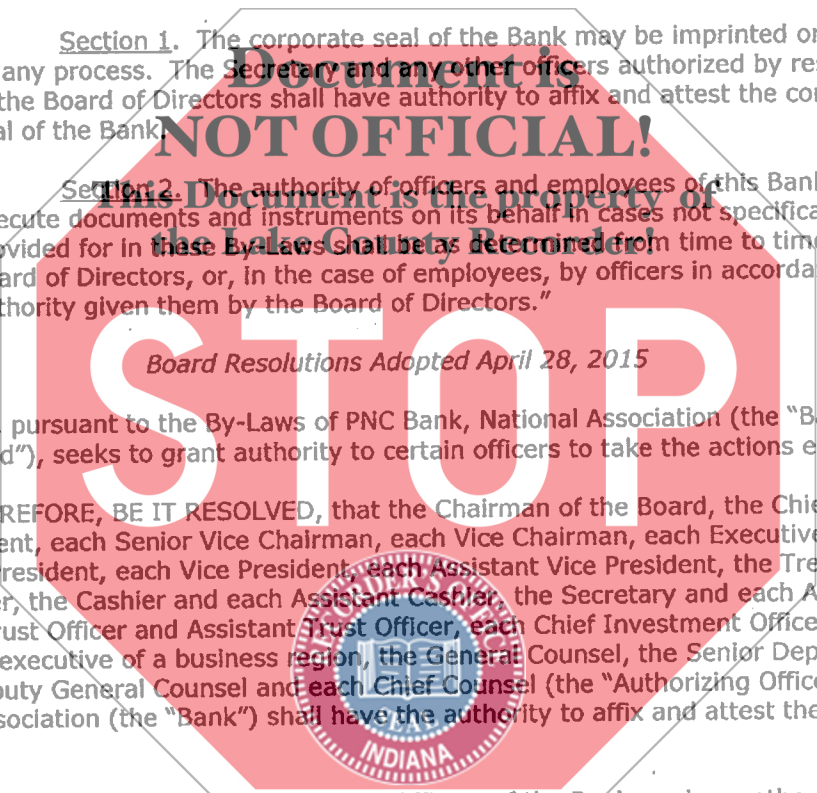 Section 1. The corporate seal of the Bank may be imprinted or
any process. The Secretary and any other officers authorized by res
the Board of Directors shall have authority to affix and attest the cor
al of the Bank.
Document is
NOT OFFICIAL!
This Document is the property of
the Lake County Recorder!
Section 2. The authority of officers and employees of this Bank
ecute documents and instruments on its behalf in cases not specifica
ovided for in these By-Laws shall be as determined from time to time
ard of Directors, or, in the case of employees, by officers in accorda
thority given them by the Board of Directors."
STOP
Board Resolutions Adopted April 28, 2015
pursuant to the By-Laws of PNC Bank, National Association (the "Ba
d"), seeks to grant authority to certain officers to take the actions e
REFORE, BE IT RESOLVED, that the Chairman of the Board, the Chie
ent, each Senior Vice Chairman, each Vice Chairman, each Executive
resident, each Vice President, each Assistant Vice President, the Tre
er, the Cashier and each Assistant Cashier, the Secretary and each A
rust Officer and Assistant Trust Officer, each Chief Investment Office
executive of a business region, the General Counsel, the Senior Dep
outy General Counsel and each Chief Counsel (the "Authorizing Office
sociation (the "Bank") shall have the authority to affix and attest the
SEAL
INDIANA